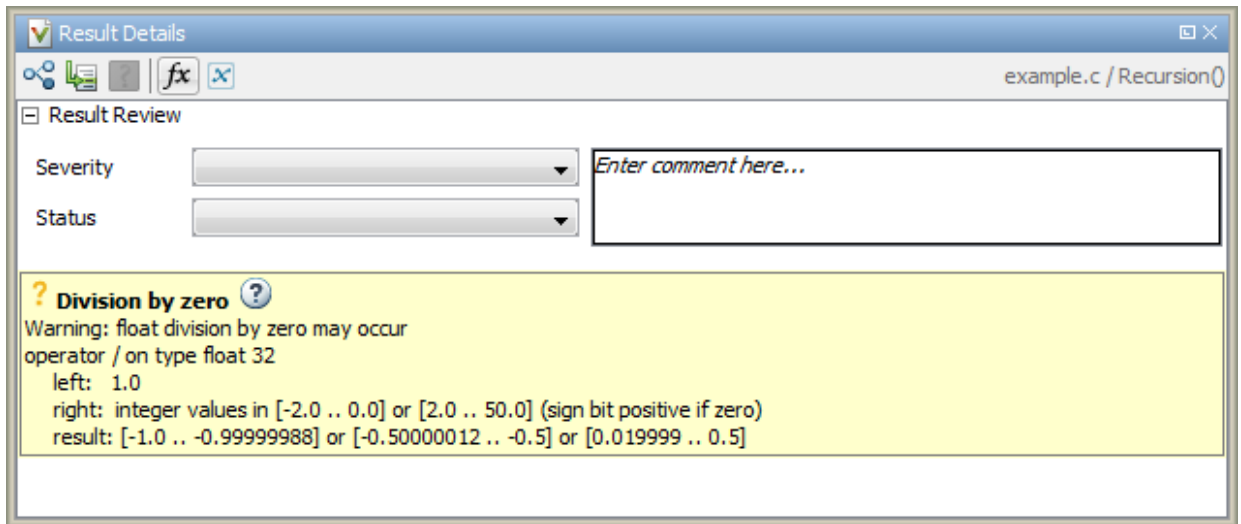 Result Details
fx x example.c / Recursion()
Result Review
Severity Enter comment here...
Status
? Division by zero ?
Warning: float division by zero may occur
operator / on type float 32
left: 1.0
right: integer values in [-2.0 .. 0.0] or [2.0 .. 50.0] (sign bit positive if zero)
result: [-1.0 .. -0.99999988] or [-0.50000012 .. -0.5] or [0.019999 .. 0.5]